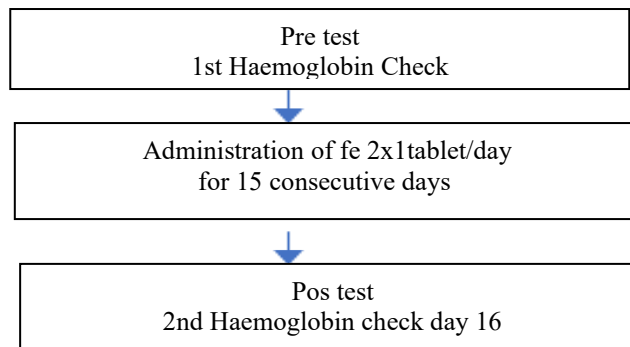 Pre test
1st Haemoglobin Check
Administration of fe 2x1tablet/day
for 15 consecutive days
Pos test
2nd Haemoglobin check day 16